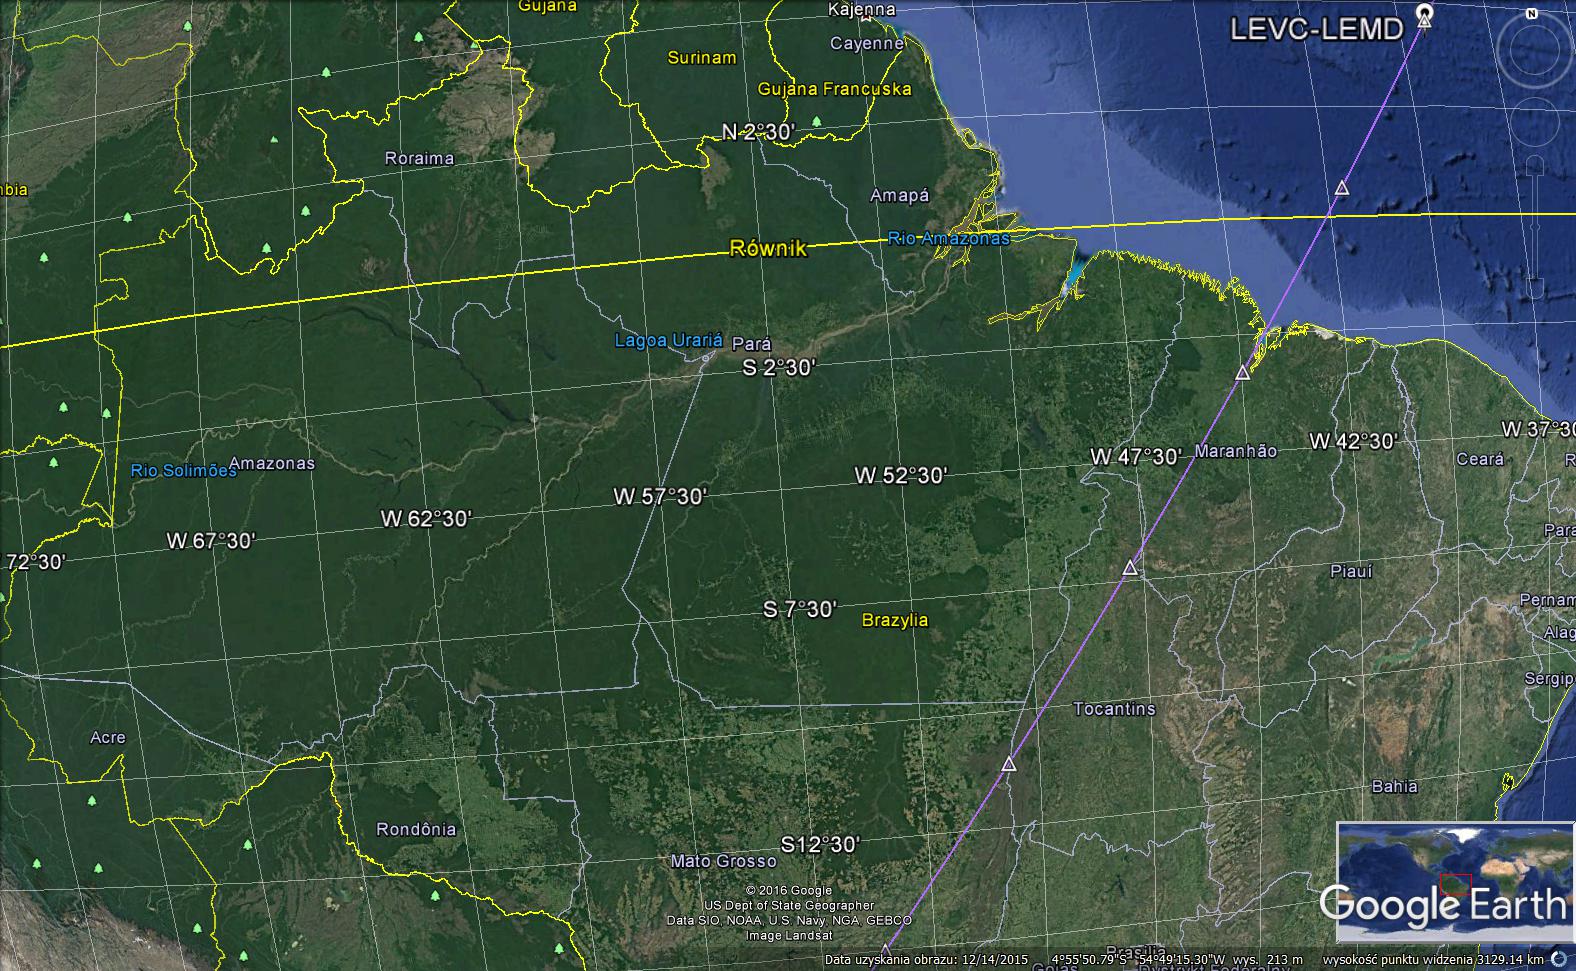 Gujana
Kajenna
LEVC-LEMD
N
Cayenne
Surinam
Gujana Francuska
N 2°30'
Roraima
nbia
Amapá
Rio Amazonas
Równik
Lagoa Urariá
Pará
S 2°30'
W 37°30
W 42°30'
Maranhão
W 47°30'
Ceará
Rio Solimões
Amazonas
W 52°30'
W 57°30'
W 62°30'
Para
W 67°30'
72°30'
Piauí
Pernam
S 7°30'
Brazylia
Alag
Sergip
Tocantins
Acre
Bahia
Rondônia
S12°30'
Mato Grosso
© 2016 Google
US Dept of State Geographer
Data SIO, NOAA, U.S. Navy, NGA, GEBCO
Image Landsat
Google Earth
Brasília
Goiás
Dystrykt Federalny
Data uzyskania obrazu: 12/14/2015 4°55'50.79"S 54°49'15.30"W wys. 213 m wysokość punktu widzenia 3129.14 km